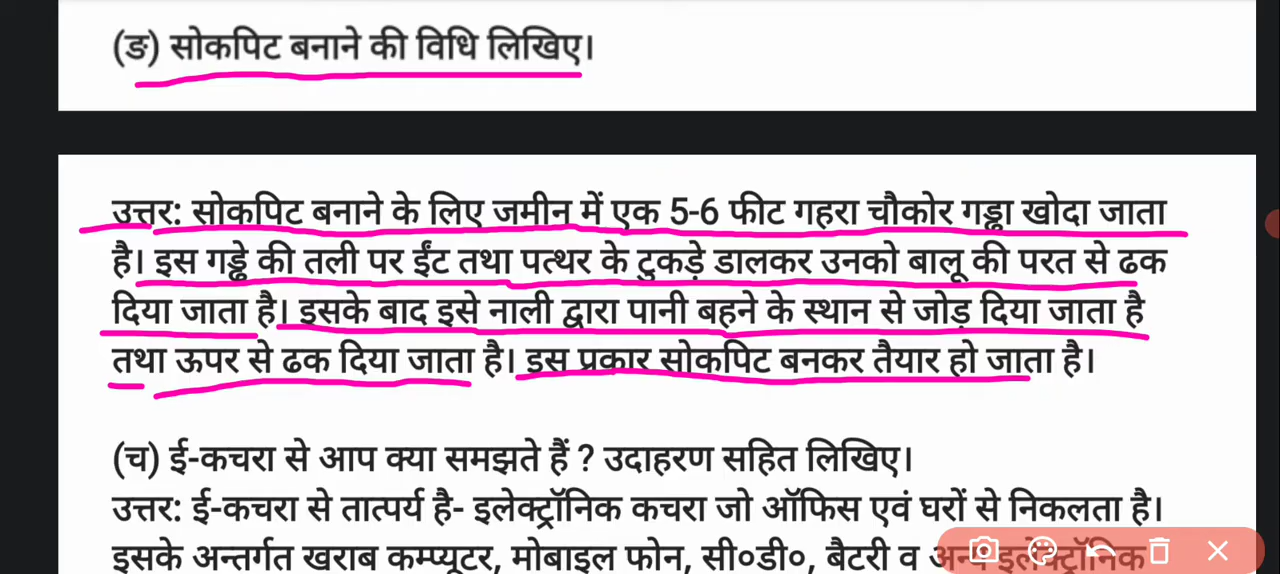 (ङ) सोकपिट बनाने की विधि लिखिए।
उत्तर: सोकपिट बनाने के लिए जमीन में एक 5-6 फीट गहरा चौकोर गड्ढा खोदा जाता
है। इस गड्ढे की तली पर ईंट तथा पत्थर के टुकड़े डालकर उनको बालू की परत से ढक
दिया जाता है। इसके बाद इसे नाली द्वारा पानी बहने के स्थान से जोड़ दिया जाता है
तथा ऊपर से ढक दिया जाता है। इस प्रकार सोकपिट बनकर तैयार हो जाता है।
(च) ई-कचरा से आप क्या समझते हैं ? उदाहरण सहित लिखिए।
उत्तर: ई-कचरा से तात्पर्य है- इलेक्ट्रॉनिक कचरा जो ऑफिस एवं घरों से निकलता है।
इसके अन्तर्गत खराब कम्प्यूटर, मोबाइल फोन, सी०डी०, बैटरी व अन्य इलेक्ट्रॉनिक